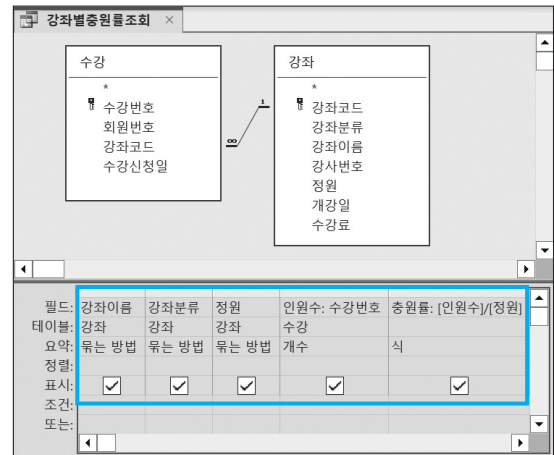 강좌별충원률조회 ×
수강
*
수강번호
회원번호
강좌코드
수강신청일
강좌
*
강좌코드
강좌분류
강좌이름
강사번호
정원
개강일
수강료
1
∞
필드: 강좌이름 강좌분류 정원 인원수: 수강번호 충원률: [인원수]/[정원]
테이블: 강좌 강좌 강좌 수강
요약: 묶는 방법 묶는 방법 묶는 방법 개수 식
정렬:
표시:
조건:
또는: